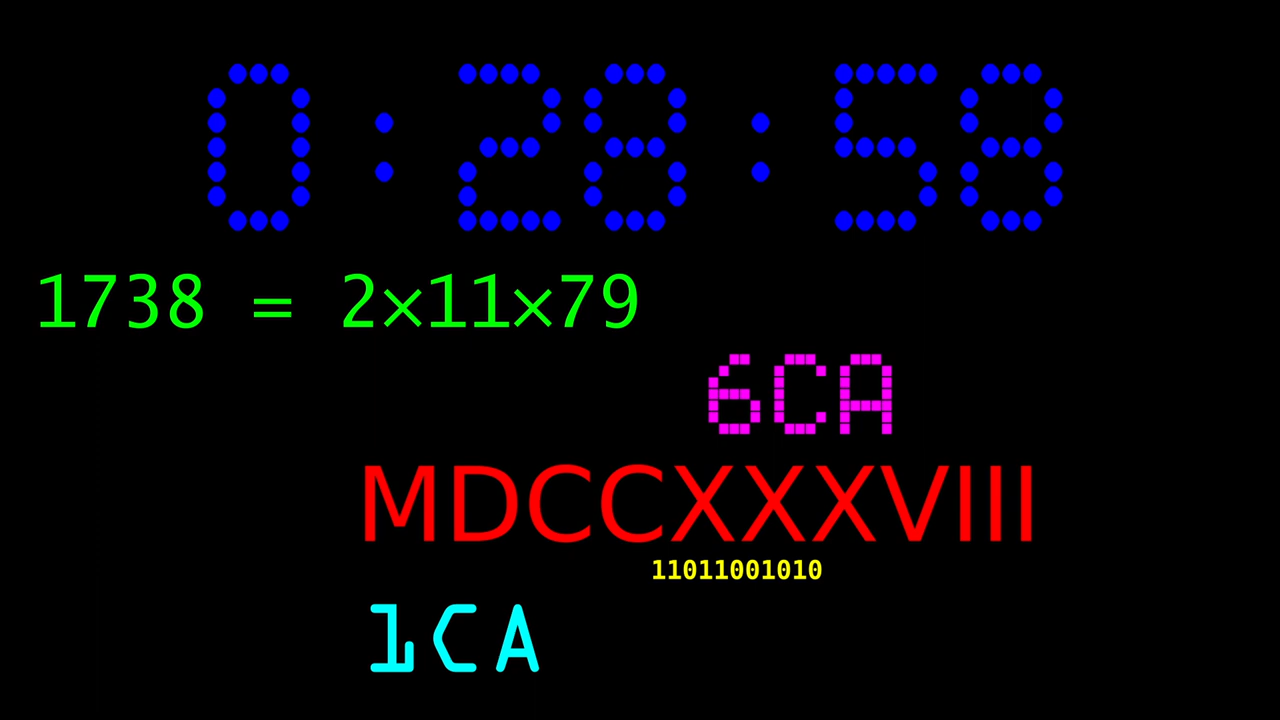 0:28:58
1738 = 2×11×79
6CA
MDCCXXXVIII
11011001010
1CA